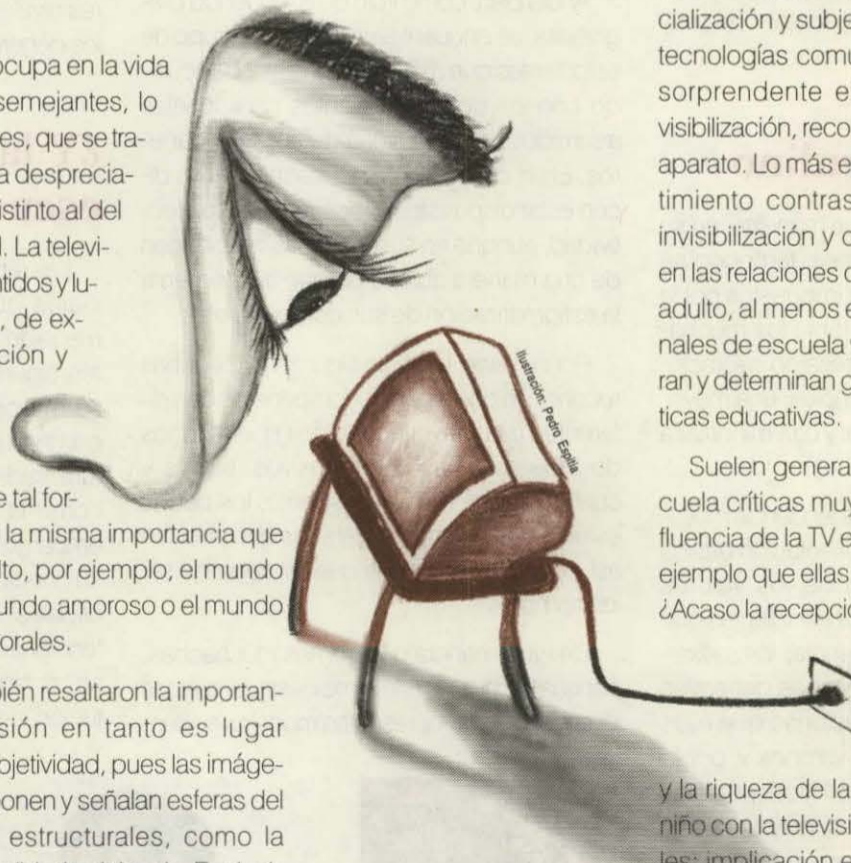 ocupa en la vida
semejantes, lo
es, que se tra-
a desprecia-
istinto al del
l. La televi-
tidos y lu-
, de ex-
ción y
e tal for-
la misma importancia que
lto, por ejemplo, el mundo
undo amoroso o el mundo
orales.
bién resaltaron la importan-
sión en tanto es lugar
ojetividad, pues las imáge-
onen y señalan esferas del
estructurales, como la
Ilustración: Pedro Espilia
cialización y subje
tecnologías comu
sorprendente e
visibilización, reco
aparato. Lo más e
timiento contras
invisibilización y d
en las relaciones d
adulto, al menos e
nales de escuela
ran y determinan g
ticas educativas.
Suelen genera
cuela críticas muy
fluencia de la TV e
ejemplo que ellas
¿Acaso la recepció
y la riqueza de la
niño con la televisi
les: implicación e